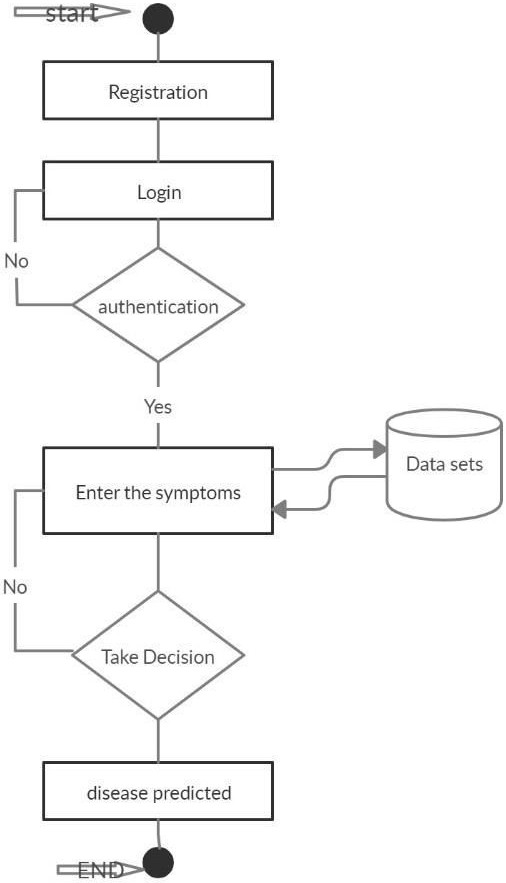 start
Registration
Login
No
authentication
Yes
Data sets
Enter the symptoms
No
Take Decision
disease predicted
END